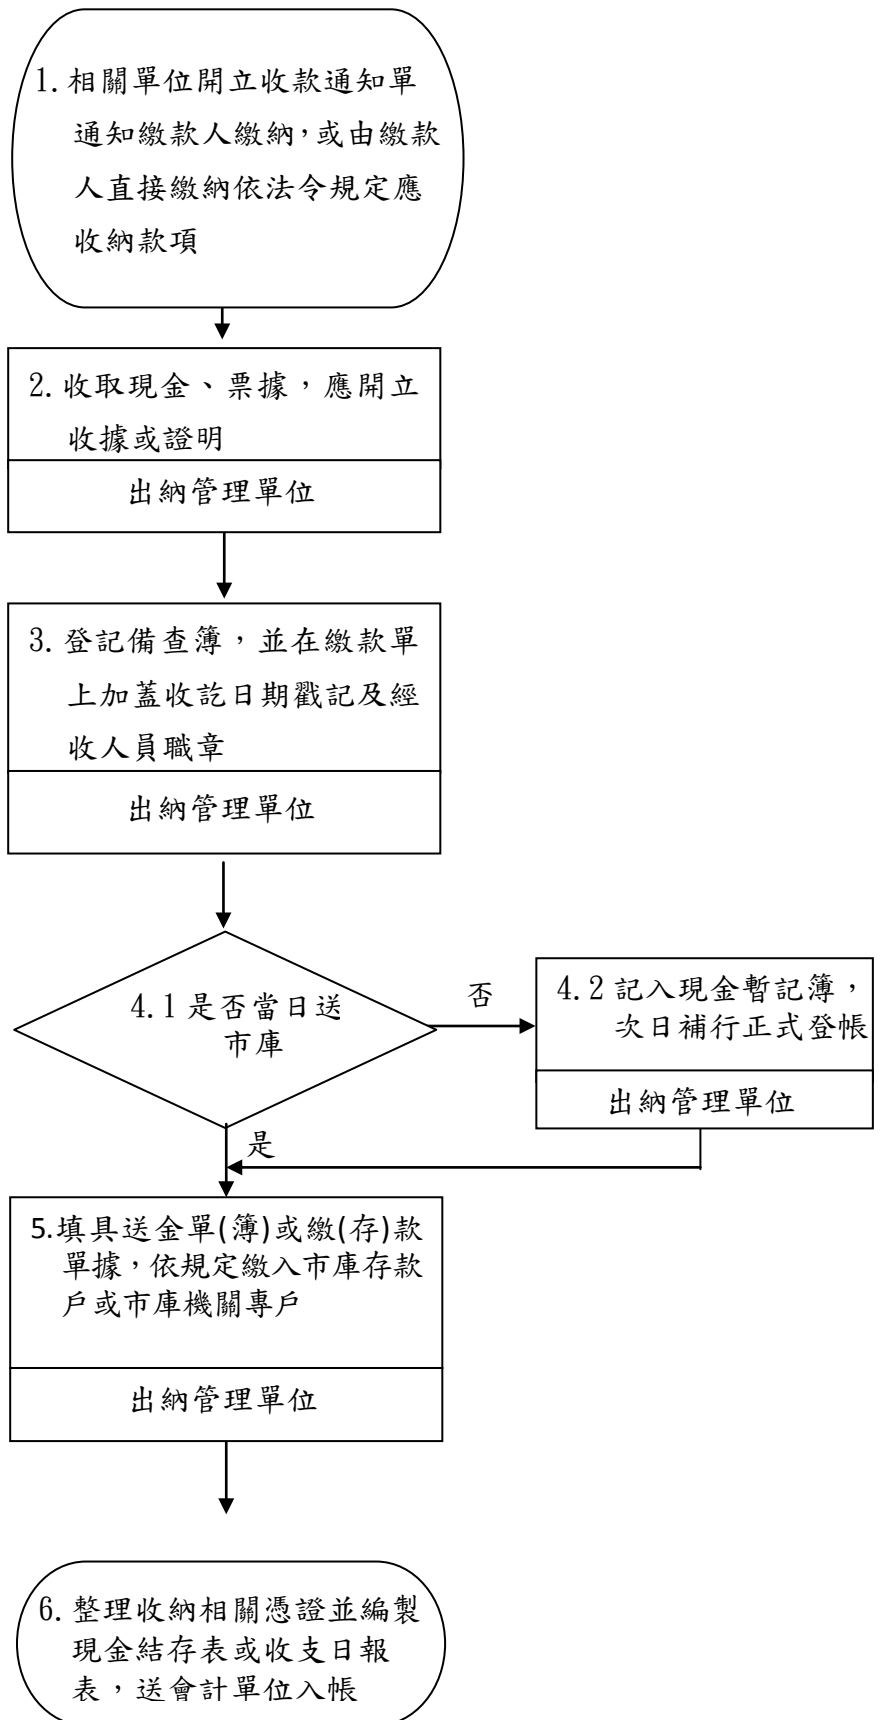 1. 相關單位開立收款通知單
通知繳款人繳納，或由繳款
人直接繳納依法令規定應
收納款項
2. 收取現金、票據，應開立
收據或證明
出納管理單位
3. 登記備查簿，並在繳款單
上加蓋收訖日期戳記及經
收人員職章
出納管理單位
4.1 是否當日送
市庫
否
4.2 記入現金暫記簿，
次日補行正式登帳
出納管理單位
是
5.填具送金單(簿)或繳(存)款
單據，依規定繳入市庫存款
戶或市庫機關專戶
出納管理單位
6. 整理收納相關憑證並編製
現金結存表或收支日報
表，送會計單位入帳